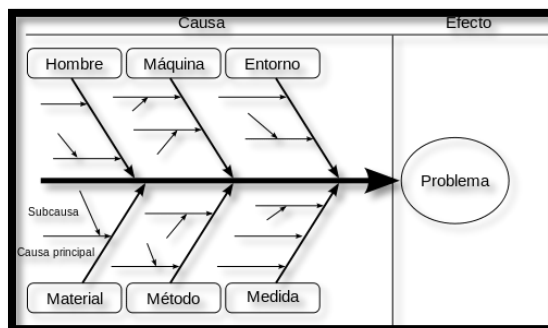 Causa
Efecto
Hombre
Máquina
Entorno
Problema
Subcausa
Causa principal
Material
Método
Medida